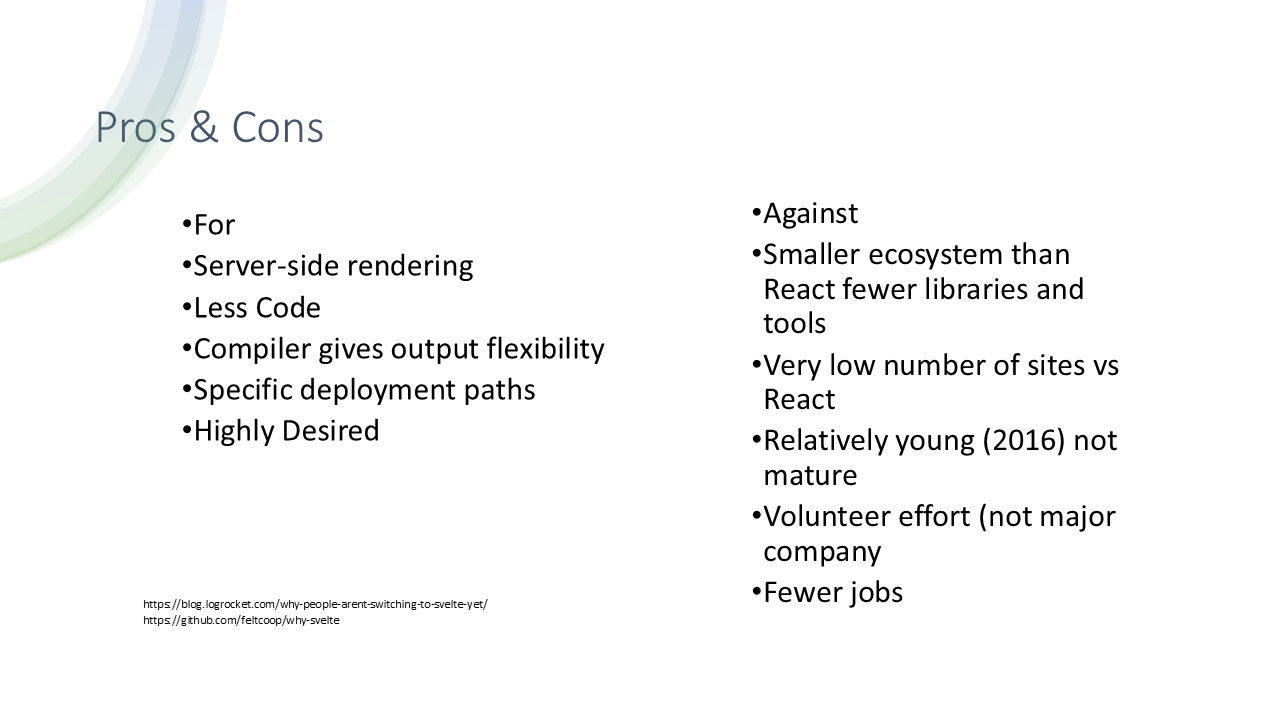 Pros & Cons
•For
•Server-side rendering
•Less Code
•Compiler gives output flexibility
•Specific deployment paths
•Highly Desired
•Against
•Smaller ecosystem than
React fewer libraries and
tools
•Very low number of sites vs
React
•Relatively young (2016) not
mature
•Volunteer effort (not major
company
•Fewer jobs
https://blog.logrocket.com/why-people-arent-switching-to-svelte-yet/
https://github.com/feltcoop/why-svelte